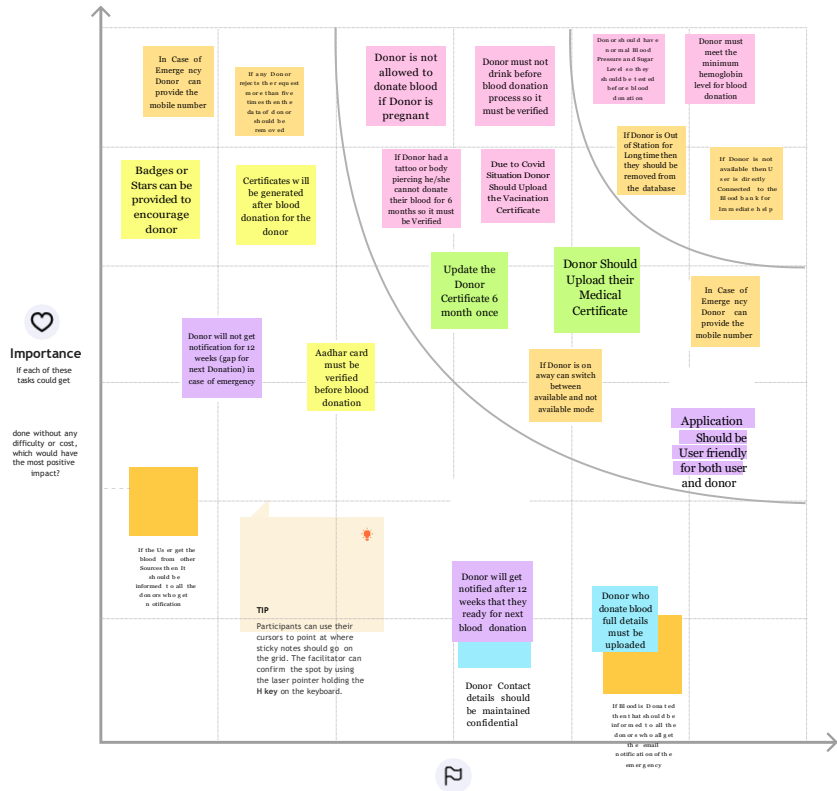 In Case of
Emerge ncy
Donor can
provide the
mobile number
If any Donor
rejects the request
more than five
times then the
data of donor
should be
removed
Donor is not
allowed to
donate blood
if Donor is
pregnant
Donor must not
drink before
blood donation
process so it
must be verified
Donor should have
normal Blood
Pressure and Sugar
Level so they
should be tested
before blood
donation
Donor must
meet the
minimum
hemoglobin
level for blood
donation
Badges or
Stars can be
provided to
encourage
donor
Certificates will
be generated
after blood
donation for the
donor
If Donor had a
tattoo or body
piercing he/she
cannot donate
their blood for 6
months so it must
be Verified
Due to Covid
Situation Donor
Should Upload
the Vacination
Certificate
If Donor is Out
of Station for
Longtime then
they should be
removed from
the database
If Donor is not
available then U
ser is directly
Connected to the
Blood bank for
Immediate help
Update the
Donor
Certificate 6
month once
Donor Should
Upload their
Medical
Certificate
In Case of
Emerge ncy
Donor can
provide the
mobile number
Importance
If each of these
tasks could get
done without any
difficulty or cost,
which would have
the most positive
impact?
Donor will not get
notification for 12
weeks (gap for
next Donation) in
case of emergency
Aadhar card
must be
verified
before blood
donation
If Donor is on
away can switch
between
available and not
available mode
Application
Should be
User friendly
for both user
and donor
If the User get the
blood from other
Sources then It
should be
informed to all the
donors who get
notification
TIP
Participants can use their
cursors to point at where
sticky notes should go on
the grid. The facilitator can
confirm the spot by using
the laser pointer holding the
H key on the keyboard.
Donor will get
notified after 12
weeks that they
ready for next
blood donation
Donor Contact
details should
be maintained
confidential
Donor who
donate blood
full details
must be
uploaded
If Blood is Donated
then that should be
informed to all the
donors who all get
the email
notification of the
emergency